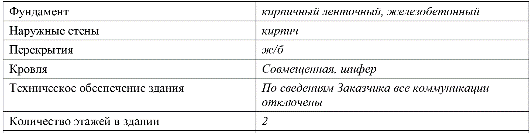 Фундамент кирпичный ленточный, железобетонный
Наружные стены кирпич
Перекрытия ж/б
Кровля Совмещенная, шифер
Техническое обеспечение здания По сведениям Заказчика все коммуникации
отключены
Количество этажей в здании 2